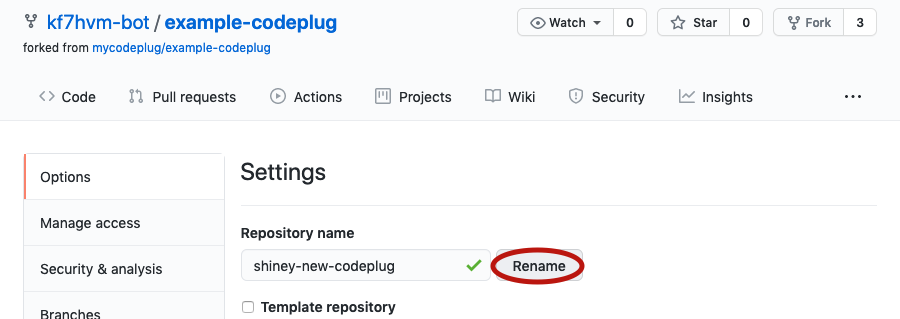 kf7hvm-bot / example-codeplug Watch 0 Star 0 Fork 3
forked from mycodeplug/example-codeplug
Code Pull requests Actions Projects Wiki Security Insights ...
Options
Manage access
Security & analysis
Branches
Settings
Repository name
shiney-new-codeplug Rename
Template repository